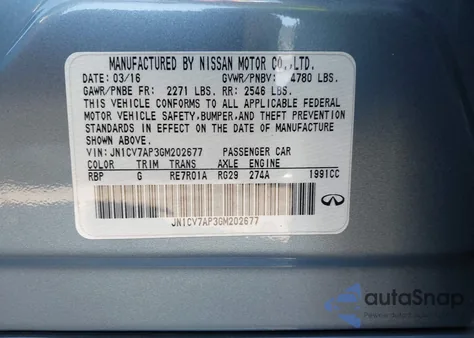 MANUFACTURED BY NISSAN MOTOR CO.,LTD.
DATE: 03/16 GVWR/PNBV: 4780 LBS.
GAWR/PNBE FR: 2271 LBS. RR: 2546 LBS.
THIS VEHICLE CONFORMS TO ALL APPLICABLE FEDERAL
MOTOR VEHICLE SAFETY,BUMPER,AND THEFT PREVENTION
STANDARDS IN EFFECT ON THE DATE OF MANUFACTURE
SHOWN ABOVE.
VIN: JN1CV7AP3GM202677 PASSENGER CAR
COLOR TRIM TRANS AXLE ENGINE
RBP G RE7R01A RG29 274A 1991CC
JN1CV7AP3GM202677
autoSnap